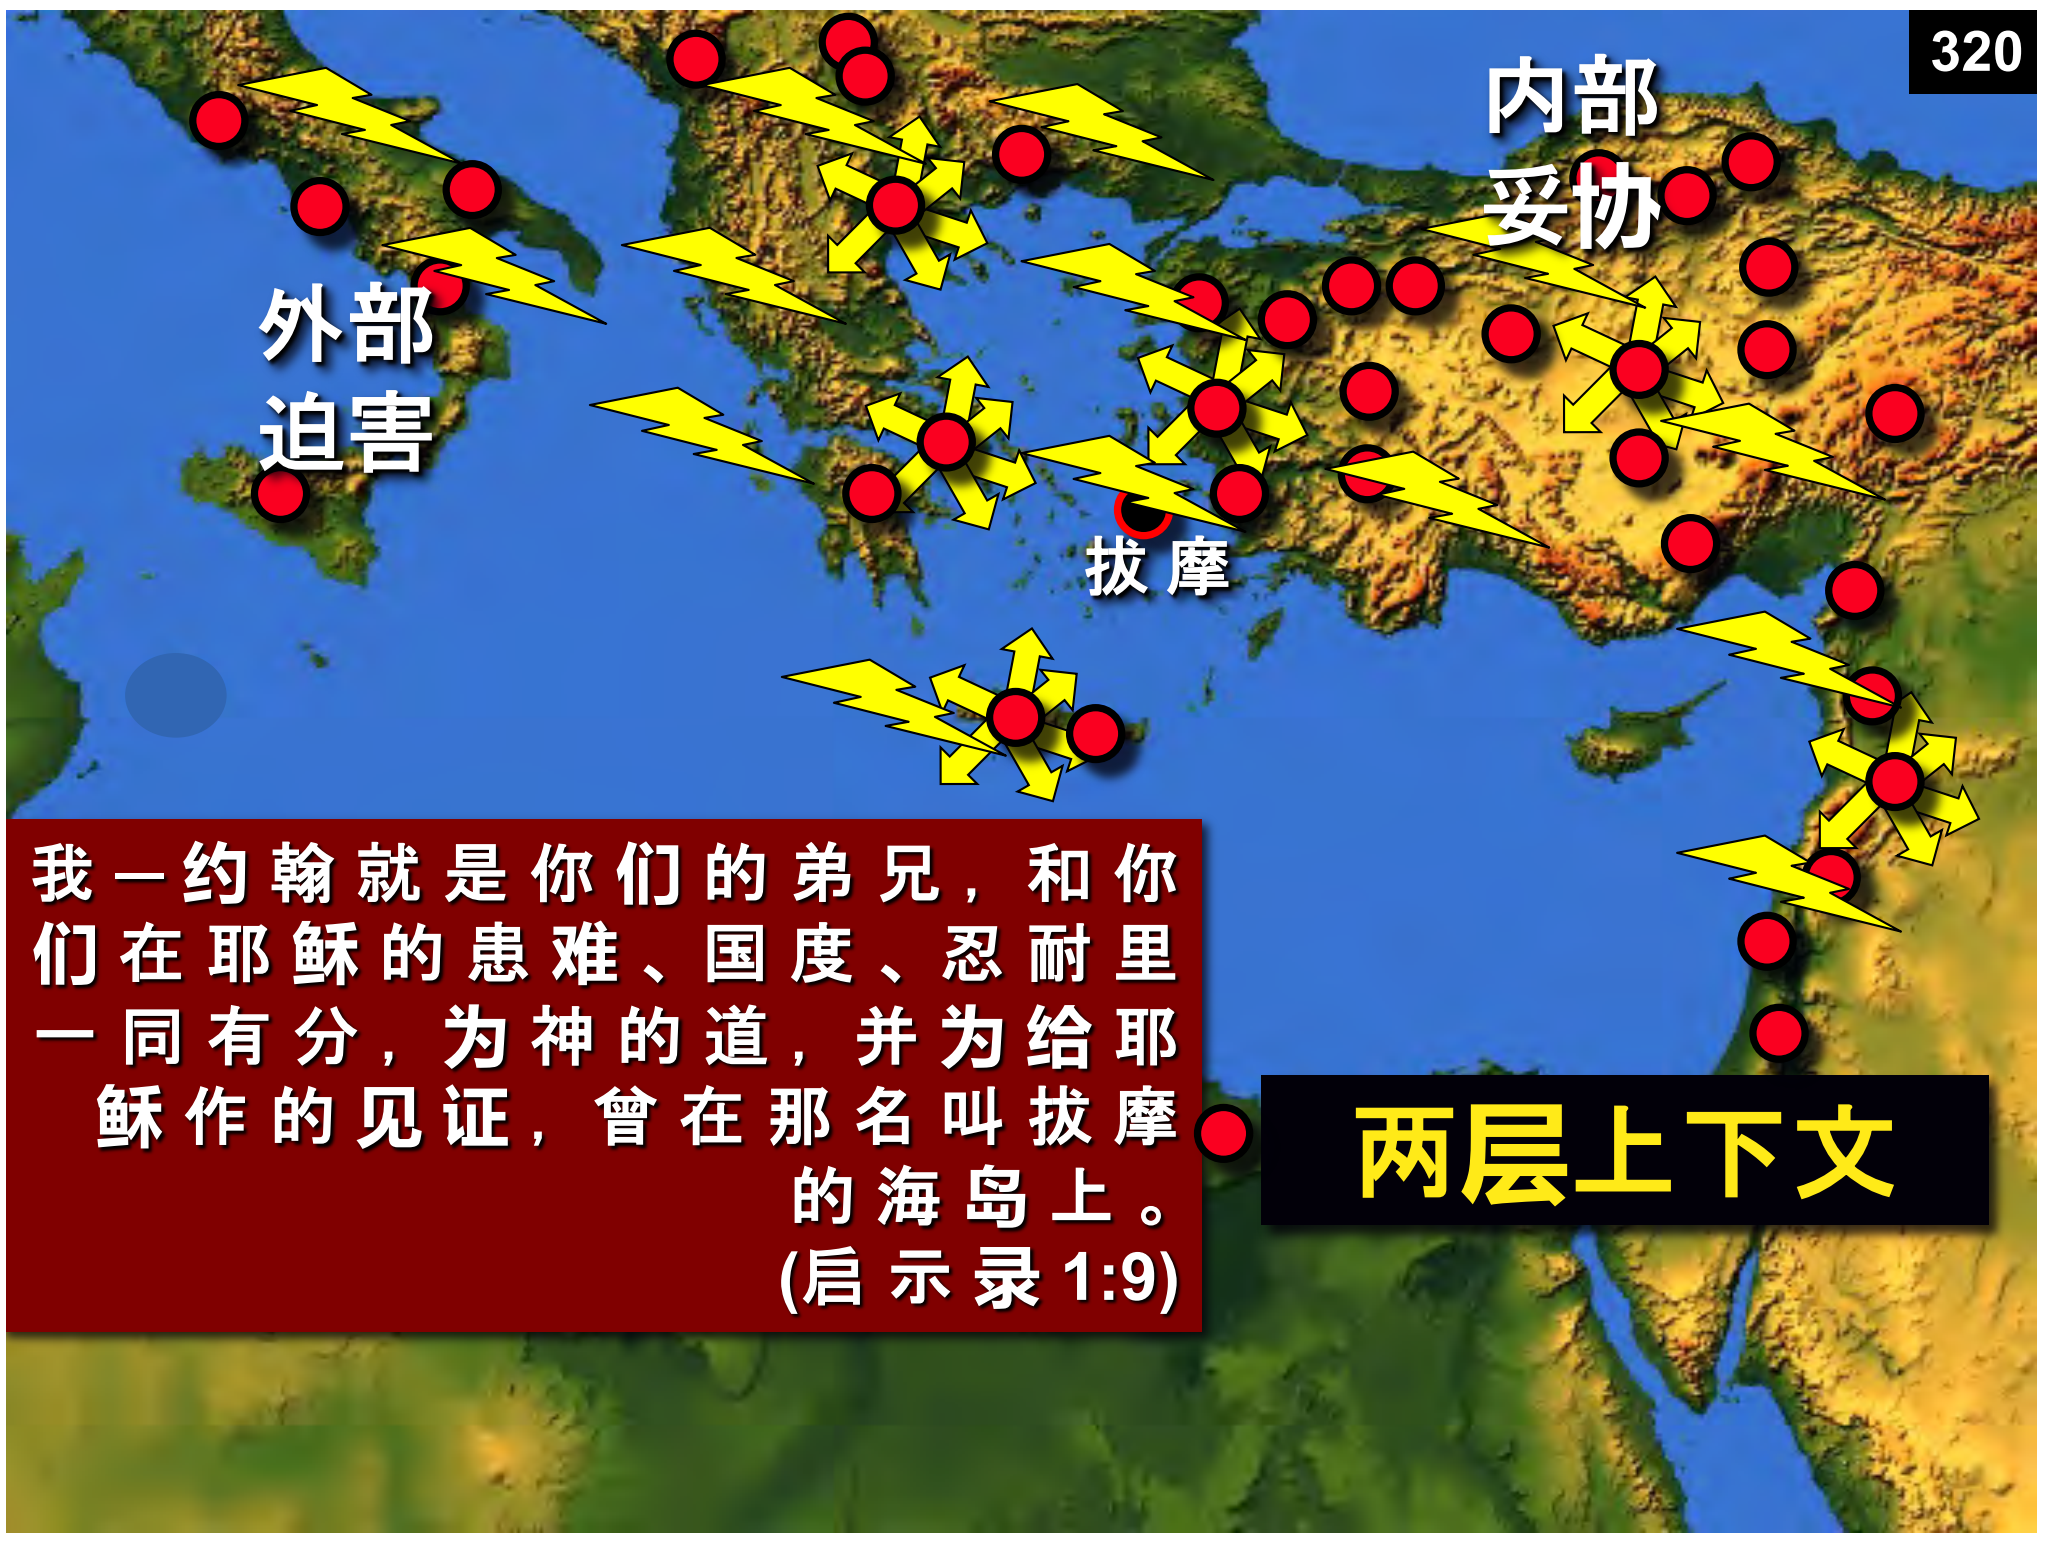 320
内部
妥协
外部
迫害
拔摩
我—约翰就是你们的弟兄，和你
们在耶稣的患难、国度、忍耐里
一同有分，为神的道，并为给耶
稣作的见证，曾在那名叫拔摩
的海岛上。
(启示录 1:9)
两层上下文